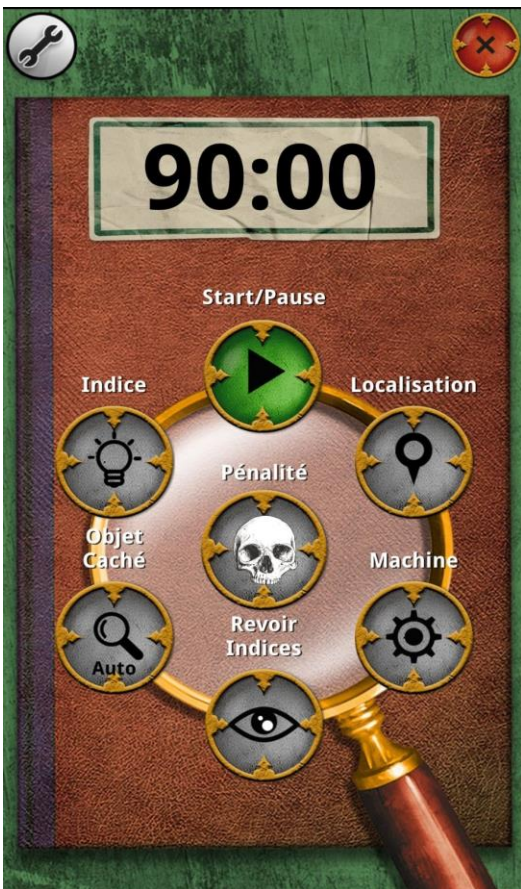 90:00
Start/Pause
Indice
Localisation
Pénalité
Objet
Caché
Machine
Auto
Revoir
Indices